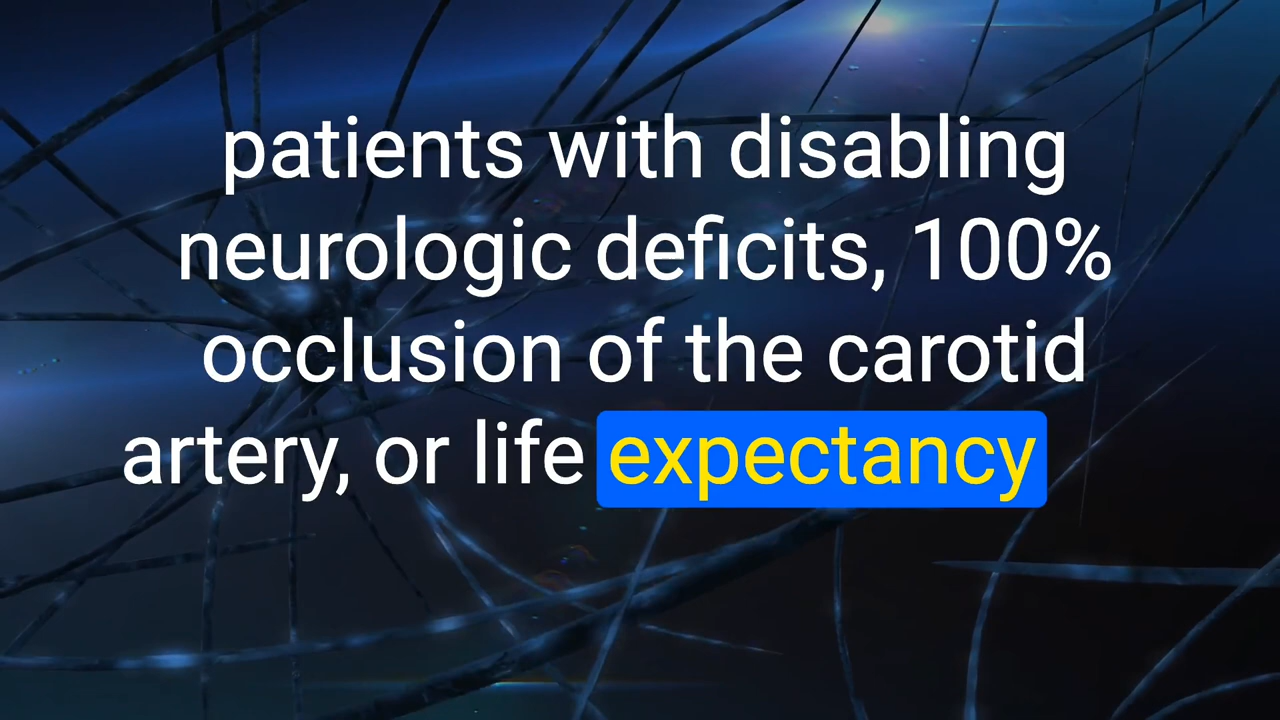 patients with disabling
neurologic deficits, 100%
occlusion of the carotid
artery, or life expectancy